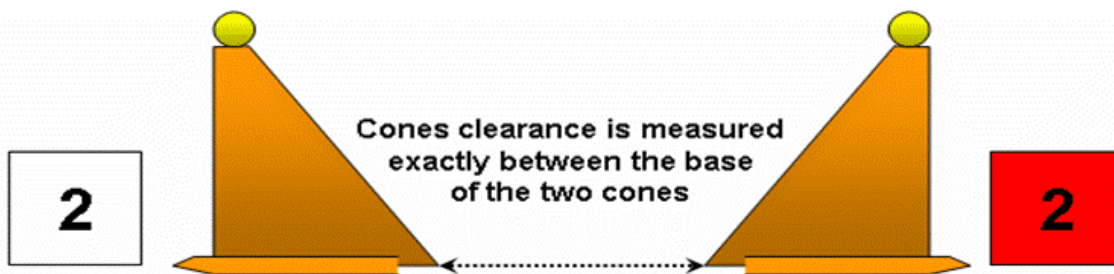 Cones clearance is measured
exactly between the base
of the two cones
2
2